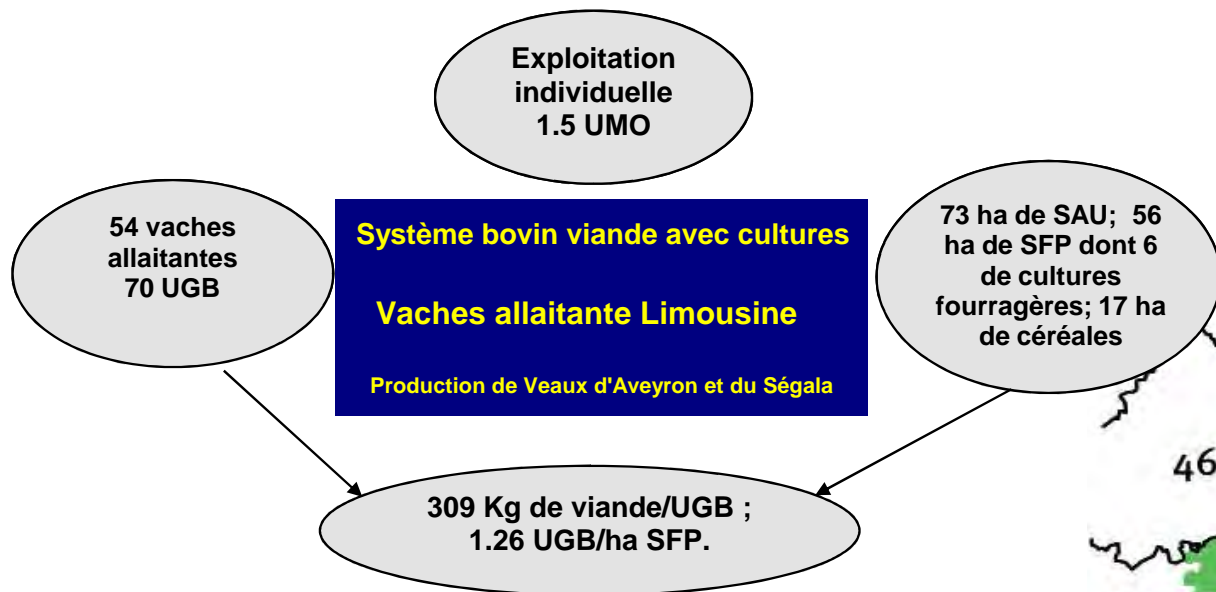 Exploitation
individuelle
1.5 UMO
54 vaches
allaitantes
70 UGB
Système bovin viande avec cultures
Vaches allaitante Limousine
Production de Veaux d'Aveyron et du Ségala
73 ha de SAU; 56
ha de SFP dont 6
de cultures
fourragères; 17 ha
de céréales
309 Kg de viande/UGB ;
1.26 UGB/ha SFP.
46